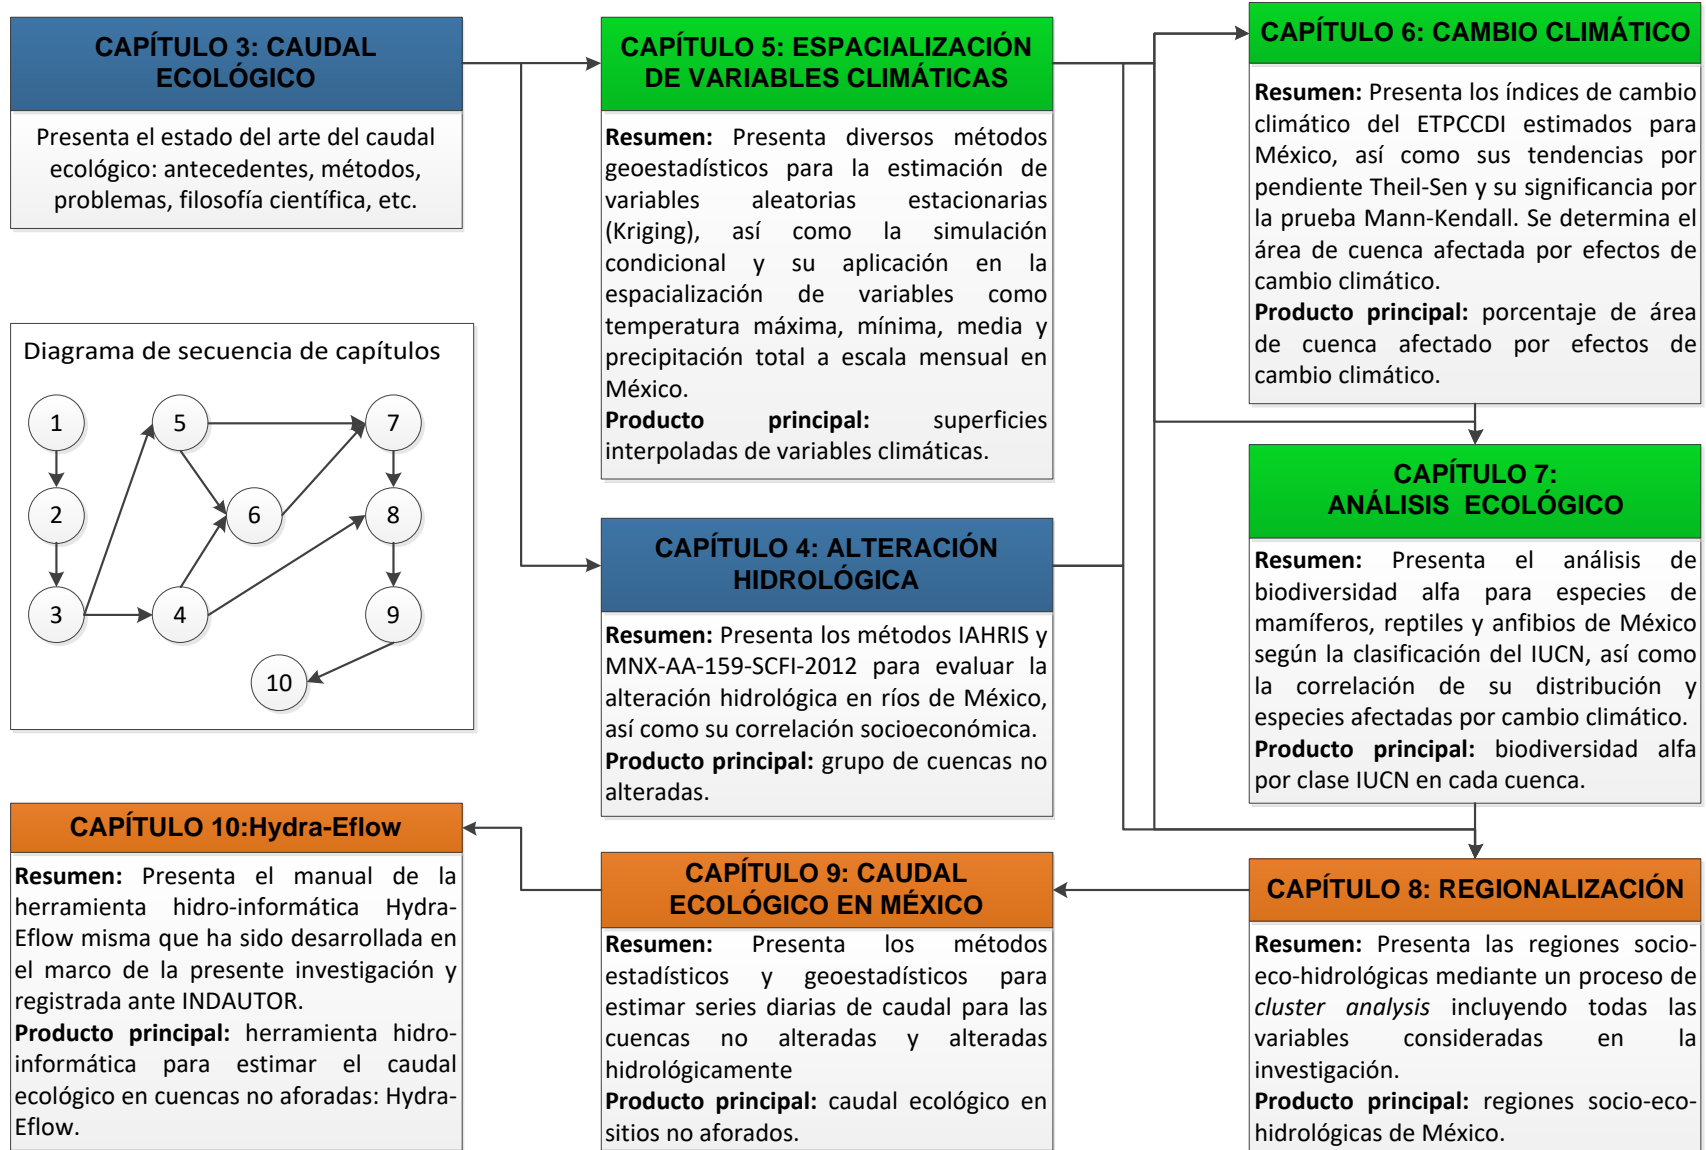 CAPÍTULO 3: CAUDAL
ECOLÓGICO
Presenta el estado del arte del caudal
ecológico: antecedentes, métodos,
problemas, filosofía científica, etc.
Diagrama de secuencia de capítulos
1
5
7
2
6
8
3
4
9
10
CAPÍTULO 5: ESPACIALIZACIÓN
DE VARIABLES CLIMÁTICAS
Resumen: Presenta diversos métodos
geoestadísticos para la estimación de
variables aleatorias estacionarias
(Kriging), así como la simulación
condicional y su aplicación en la
espacialización de variables como
temperatura máxima, mínima, media y
precipitación total a escala mensual en
México.
Producto principal: superficies
interpoladas de variables climáticas.
CAPÍTULO 4: ALTERACIÓN
HIDROLÓGICA
Resumen: Presenta los métodos IAHRIS y
MNX-AA-159-SCFI-2012 para evaluar la
alteración hidrológica en ríos de México,
así como su correlación socioeconómica.
Producto principal: grupo de cuencas no
alteradas.
CAPÍTULO 6: CAMBIO CLIMÁTICO
Resumen: Presenta los índices de cambio
climático del ETPCCDI estimados para
México, así como sus tendencias por
pendiente Theil-Sen y su significancia por
la prueba Mann-Kendall. Se determina el
área de cuenca afectada por efectos de
cambio climático.
Producto principal: porcentaje de área
de cuenca afectado por efectos de
cambio climático.
CAPÍTULO 7:
ANÁLISIS ECOLÓGICO
Resumen: Presenta el análisis de
biodiversidad alfa para especies de
mamíferos, reptiles y anfibios de México
según la clasificación del IUCN, así como
la correlación de su distribución y
especies afectadas por cambio climático.
Producto principal: biodiversidad alfa
por clase IUCN en cada cuenca.
CAPÍTULO 8: REGIONALIZACIÓN
Resumen: Presenta las regiones socio-
eco-hidrológicas mediante un proceso de
cluster analysis incluyendo todas las
variables consideradas en la
investigación.
Producto principal: regiones socio-eco-
hidrológicas de México.
CAPÍTULO 9: CAUDAL
ECOLÓGICO EN MÉXICO
Resumen: Presenta los métodos
estadísticos y geoestadísticos para
estimar series diarias de caudal para las
cuencas no alteradas y alteradas
hidrológicamente
Producto principal: caudal ecológico en
sitios no aforados.
CAPÍTULO 10:Hydra-Eflow
Resumen: Presenta el manual de la
herramienta hidro-informática Hydra-
Eflow misma que ha sido desarrollada en
el marco de la presente investigación y
registrada ante INDAUTOR.
Producto principal: herramienta hidro-
informática para estimar el caudal
ecológico en cuencas no aforadas: Hydra-
Eflow.